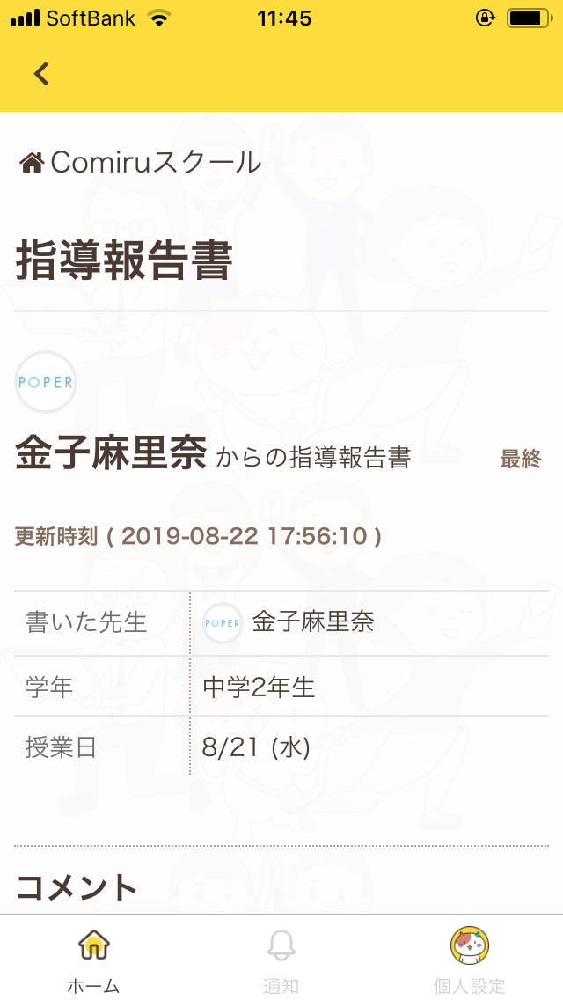 SoftBank 11:45
Comiruスクール
指導報告書
POPER
金子麻里奈 からの指導報告書 最終
更新時刻 ( 2019-08-22 17:56:10 )
書いた先生 POPER 金子麻里奈
学年 中学2年生
授業日 8/21 (水)
コメント
ホーム 通知 個人設定